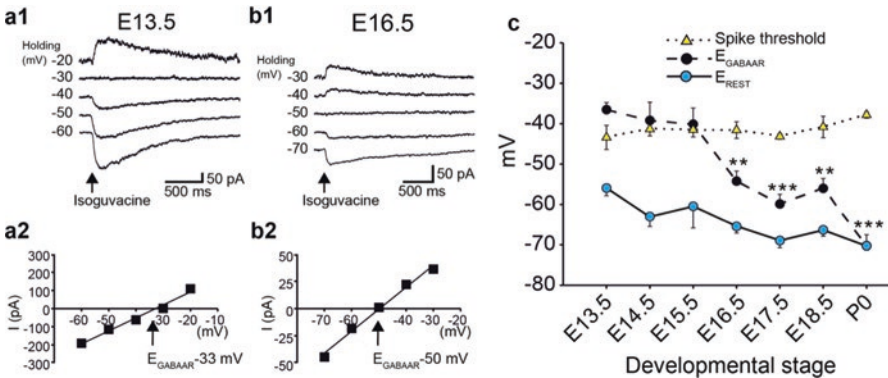 a1
E13.5
Holding
(mV)
-20
-30
-40
-50
-60
50 pA
500 ms
Isoguvacine
b1
E16.5
Holding
(mV)
-30
-40
-50
-60
-70
50 pA
500 ms
Isoguvacine
a2
I (pA)
300
200
100
0
-100
-200
-300
-60 -50 -40 -30 -20 -10
(mV)
EGABAAR-33 mV
b2
I (pA)
50
25
0
-25
-50
-70 -60 -50 -40 -30 -20
(mV)
EGABAAR-50 mV
c
Spike threshold
EGABAAR
EREST
mV
-20
-30
-40
-50
-60
-70
-80
**
***
**
***
E13.5
E14.5
E15.5
E16.5
E17.5
E18.5
P0
Developmental stage